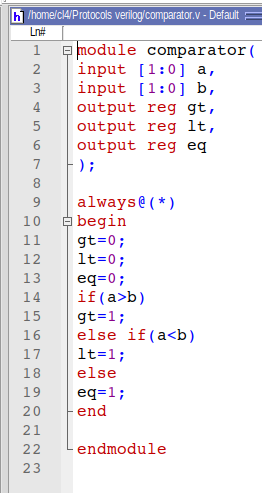 /home/cl4/Protocols verilog/comparator.v - Default
Ln#
1 module comparator(
2 input [1:0] a,
3 input [1:0] b,
4 output reg gt,
5 output reg lt,
6 output reg eq
7 );
8
9 always@(*)
10 begin
11 gt=0;
12 lt=0;
13 eq=0;
14 if(a>b)
15 gt=1;
16 else if(a<b)
17 lt=1;
18 else
19 eq=1;
20 end
21
22 endmodule
23